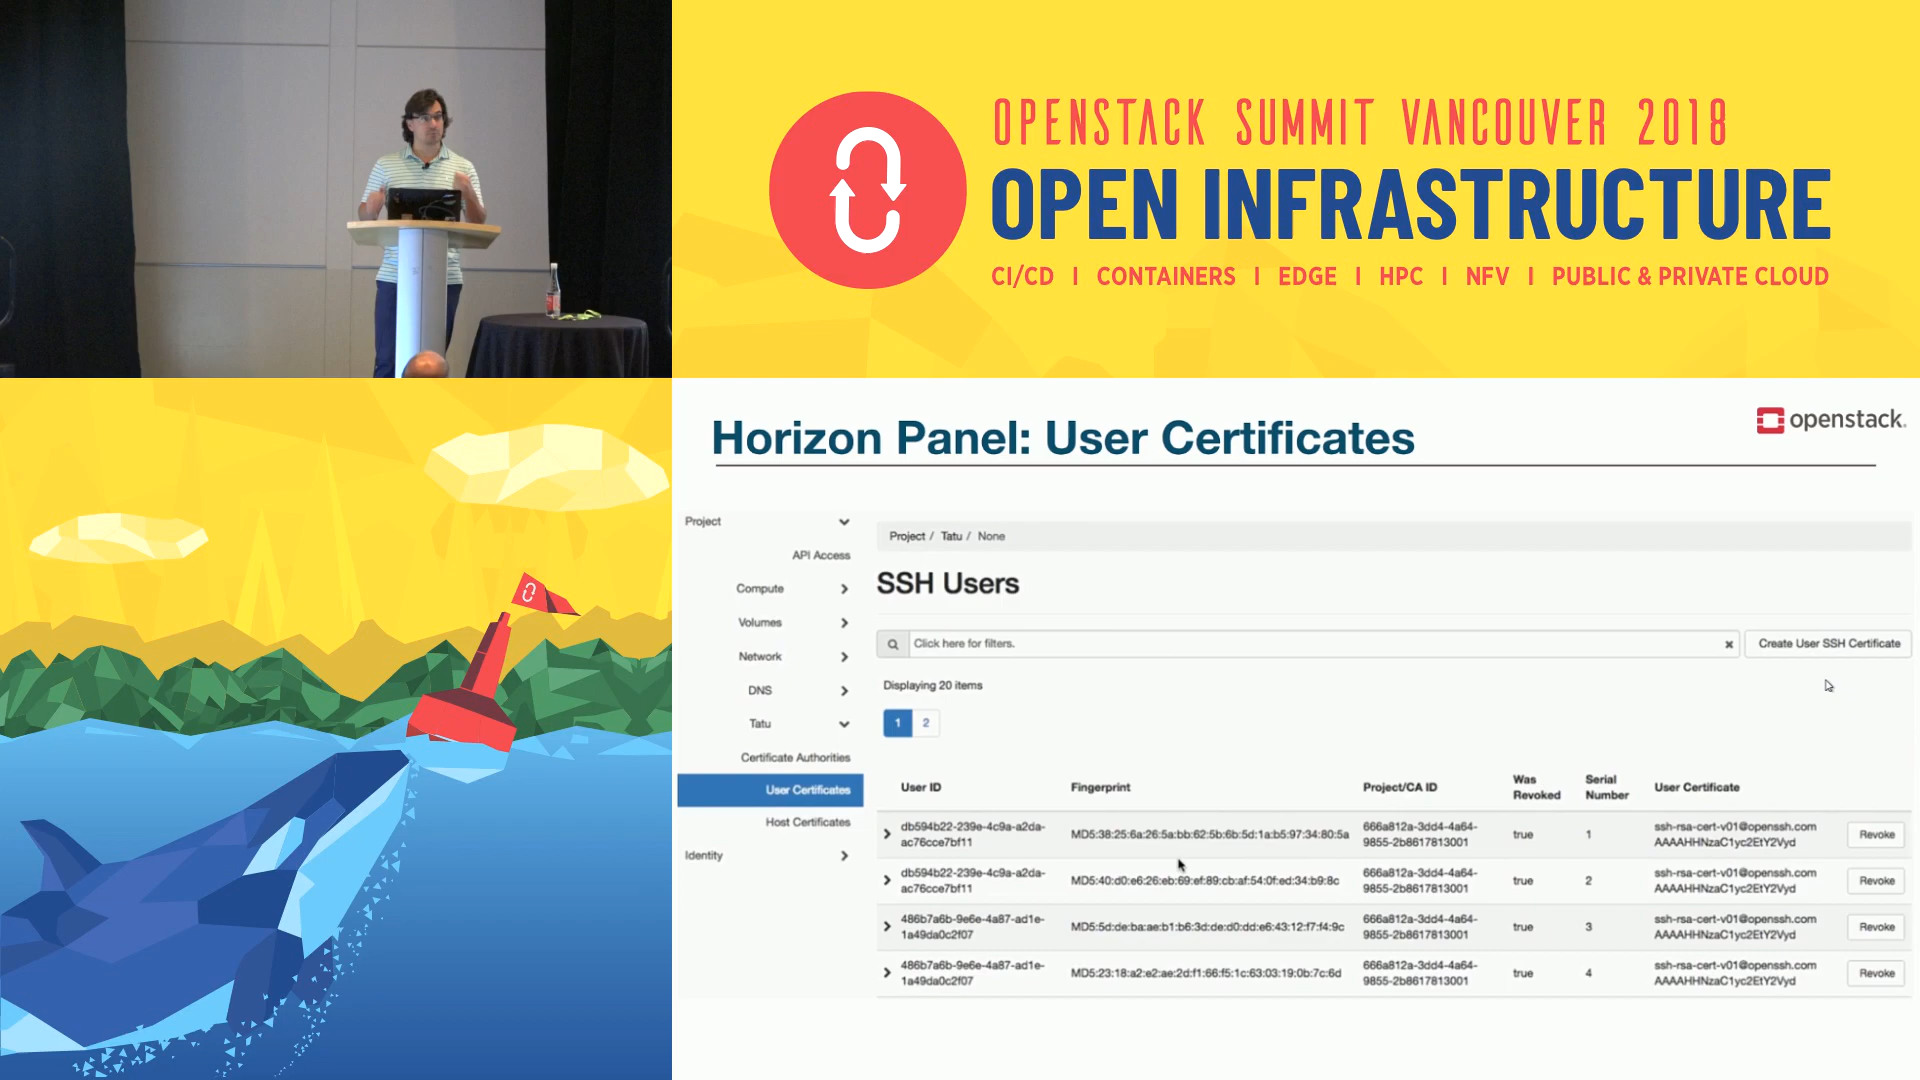 OPENSTACK SUMMIT VANCOUVER 2018
OPEN INFRASTRUCTURE
CI/CD | CONTAINERS | EDGE | HPC | NFV | PUBLIC & PRIVATE CLOUD
Horizon Panel: User Certificates
openstack.
Project
API Access
Compute
Volumes
Network
DNS
Tatu
Certificate Authorities
User Certificates
Host Certificates
Identity
Project / Tatu / None
SSH Users
Click here for filters.
Create User SSH Certificate
Displaying 20 items
1 2
User ID Fingerprint Project/CA ID Was Revoked Serial Number User Certificate
db594b22-239e-4c9a-a2da-ac76cce7bf11 MD5:38:25:6a:26:5a:bb:62:5b:6b:5d:1a:b5:97:34:80:5a 666a812a-3dd4-4a64-9855-2b8617813001 true 1 ssh-rsa-cert-v01@openssh.com AAAAHHNzaC1yc2EtY2Vyd Revoke
db594b22-239e-4c9a-a2da-ac76cce7bf11 MD5:40:d0:e6:26:eb:69:ef:89:cb:af:54:0f:ed:34:b9:8c 666a812a-3dd4-4a64-9855-2b8617813001 true 2 ssh-rsa-cert-v01@openssh.com AAAAHHNzaC1yc2EtY2Vyd Revoke
486b7a6b-9e6e-4a87-ad1e-1a49da0c2f07 MD5:5d:de:ba:ae:b1:b6:3d:de:d0:dd:e6:43:12:f7:f4:9c 666a812a-3dd4-4a64-9855-2b8617813001 true 3 ssh-rsa-cert-v01@openssh.com AAAAHHNzaC1yc2EtY2Vyd Revoke
486b7a6b-9e6e-4a87-ad1e-1a49da0c2f07 MD5:23:18:a2:e2:ae:2d:f1:66:f5:1c:63:03:19:0b:7c:6d 666a812a-3dd4-4a64-9855-2b8617813001 true 4 ssh-rsa-cert-v01@openssh.com AAAAHHNzaC1yc2EtY2Vyd Revoke